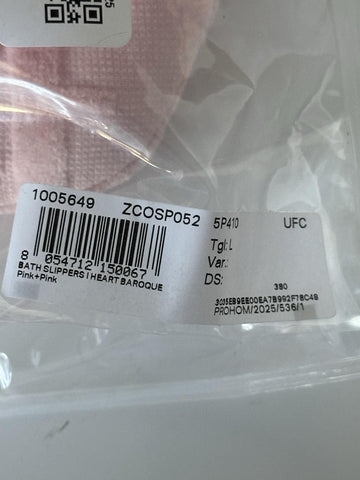 1005649 ZCOSP052
8 054712 150067
BATH SLIPPERS I HEART BAROQUE
Pink+Pink
5P410 UFC
Tgl: L
Var.:
DS:
380
PROHOM/2025/536/1